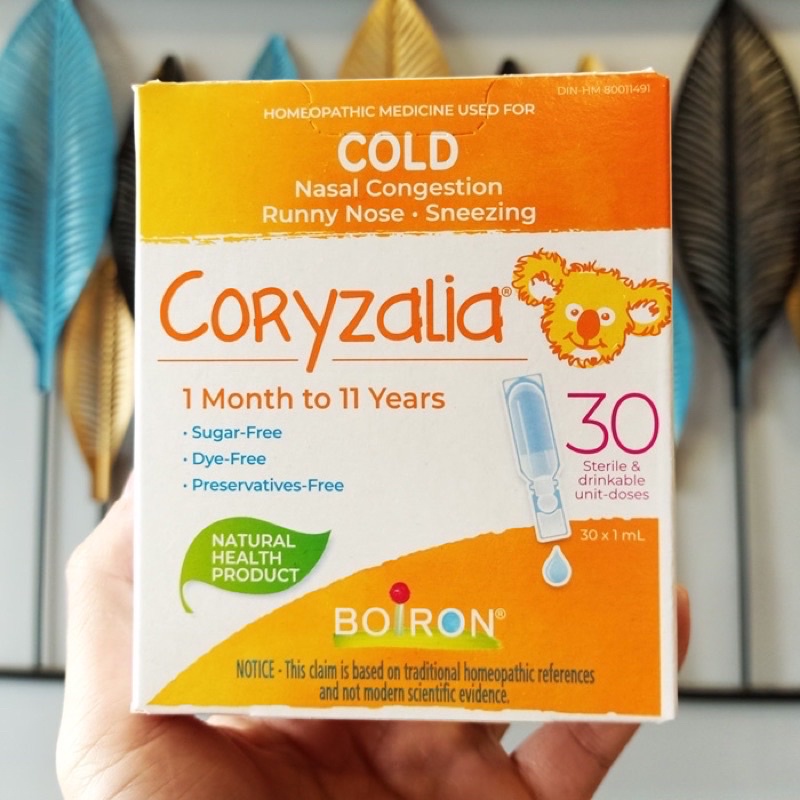 DIN-HM 80011491
HOMEOPATHIC MEDICINE USED FOR
COLD
Nasal Congestion
Runny Nose • Sneezing
CORYZalia®
1 Month to 11 Years
• Sugar-Free
• Dye-Free
• Preservatives-Free
30
Sterile &
drinkable
unit-doses
30 x 1 mL
NATURAL
HEALTH
PRODUCT
BOIRON®
NOTICE - This claim is based on traditional homeopathic references
and not modern scientific evidence.